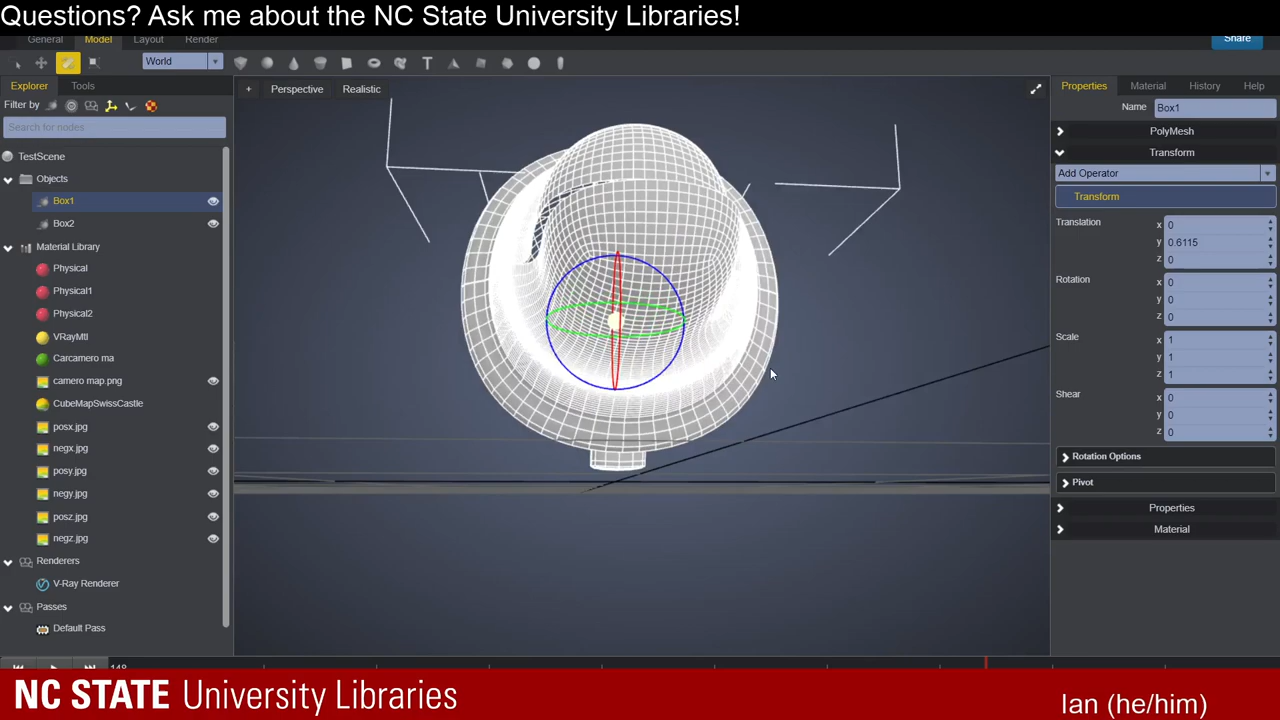 Questions? Ask me about the NC State University Libraries!
General Model Layout Render
Share
World
Explorer Tools
Perspective Realistic
Properties Material History Help
Filter by
Name Box1
Search for nodes
PolyMesh
TestScene
Transform
Objects
Add Operator
Box1
Transform
Box2
Translation x 0
y 0.6115
z 0
Material Library
Physical
Rotation x 0
y 0
z 0
Physical1
Physical2
Scale x 1
y 1
z 1
VRayMtl
Carcamero ma
camero map.png
Shear x 0
y 0
z 0
CubeMapSwissCastle
posx.jpg
negx.jpg
Rotation Options
posy.jpg
Pivot
negy.jpg
Properties
posz.jpg
Material
negz.jpg
Renderers
V-Ray Renderer
Passes
Default Pass
148
NC STATE University Libraries
Ian (he/him)